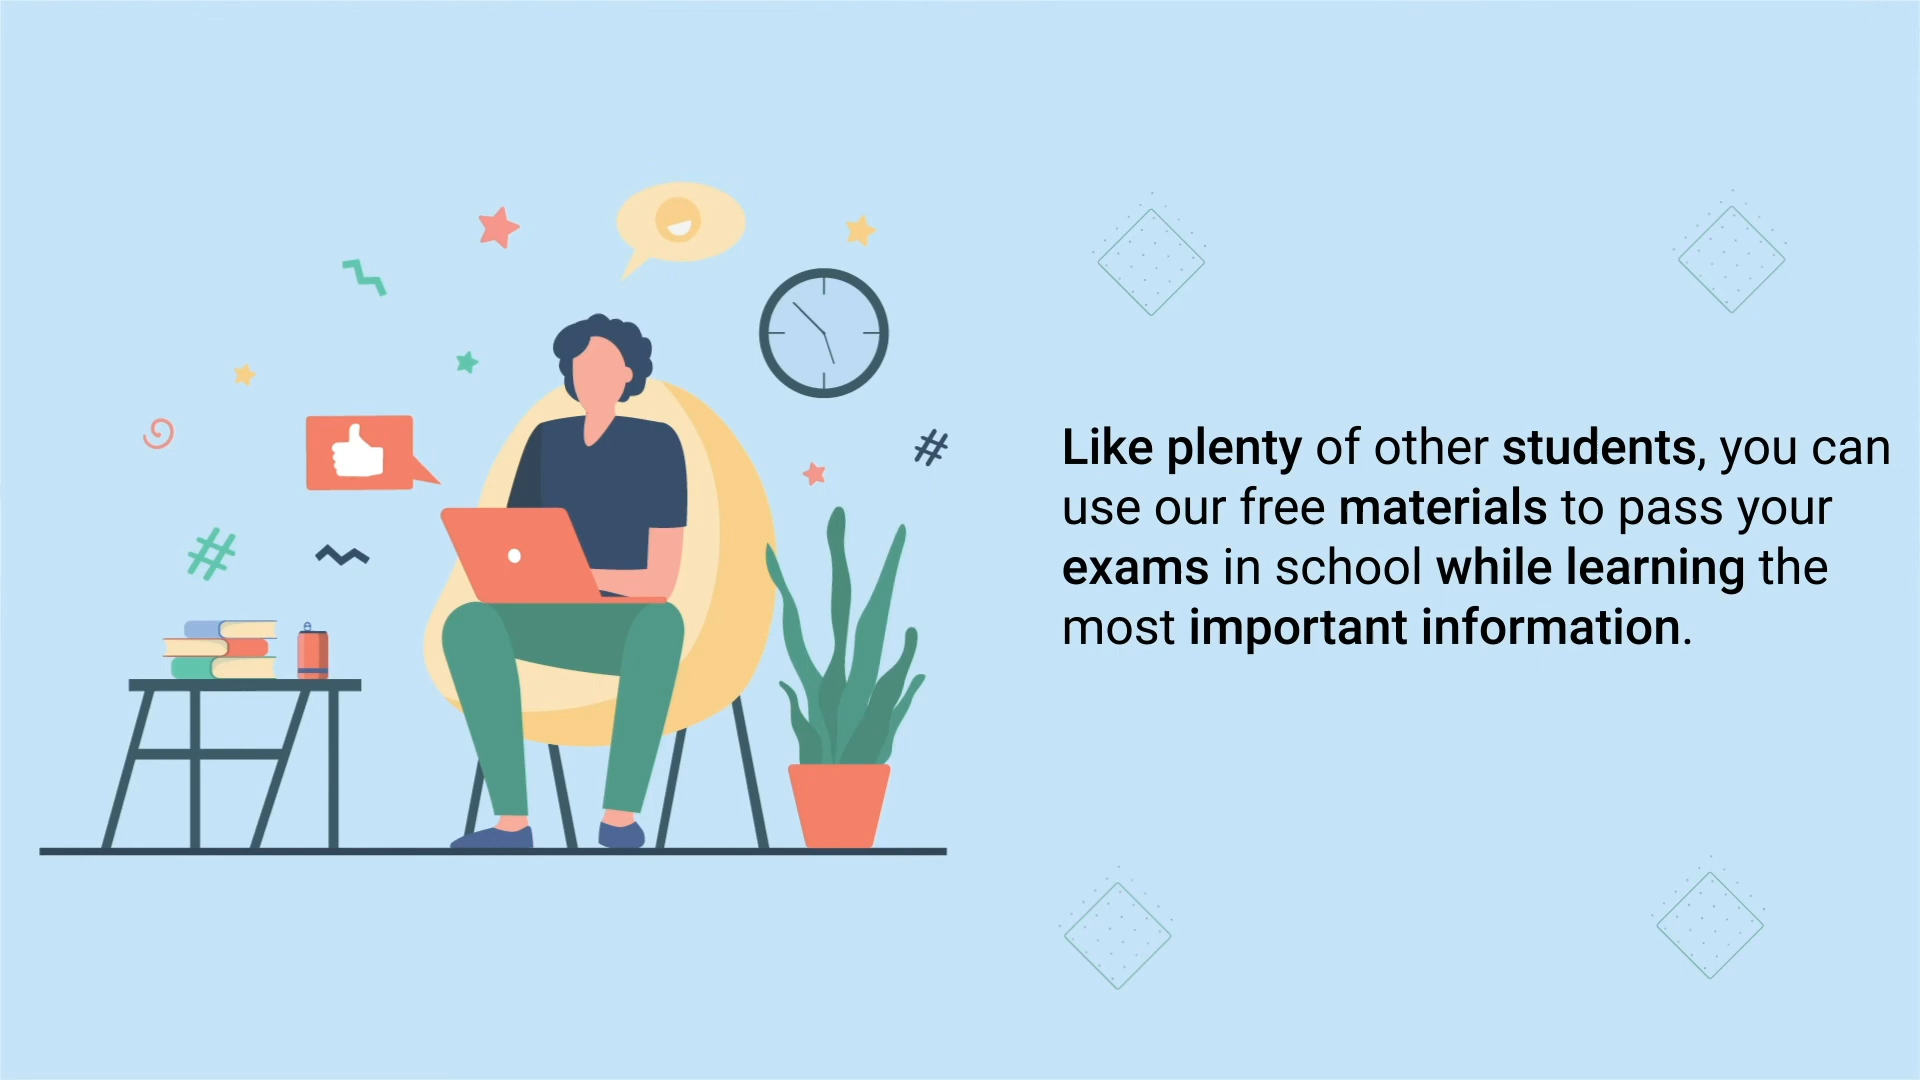 Like plenty of other students, you can
use our free materials to pass your
exams in school while learning the
most important information.